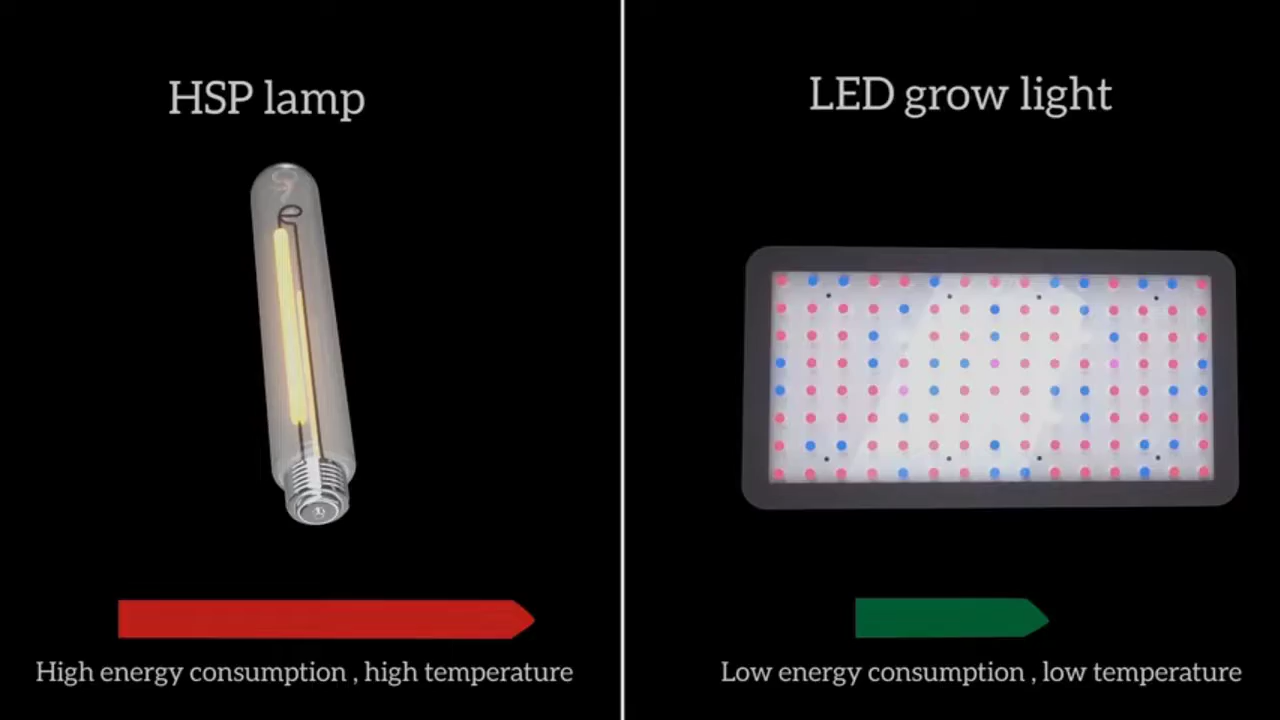 HSP lamp
LED grow light
High energy consumption , high temperature
Low energy consumption , low temperature